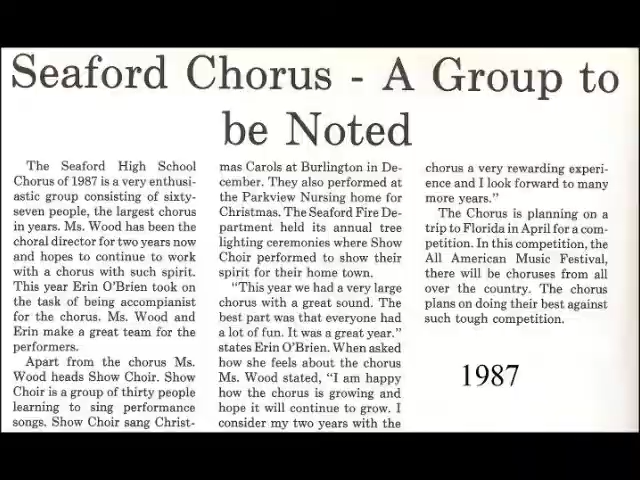 Seaford Chorus - A Group to
be Noted
The Seaford High School
Chorus of 1987 is a very enthusi-
astic group consisting of sixty-
seven people, the largest chorus
in years. Ms. Wood has been the
choral director for two years now
and hopes to continue to work
with a chorus with such spirit.
This year Erin O'Brien took on
the task of being accompianist
for the chorus. Ms. Wood and
Erin make a great team for the
performers.
Apart from the chorus Ms.
Wood heads Show Choir. Show
Choir is a group of thirty people
learning to sing performance
songs. Show Choir sang Christ-
mas Carols at Burlington in De-
cember. They also performed at
the Parkview Nursing home for
Christmas. The Seaford Fire De-
partment held its annual tree
lighting ceremonies where Show
Choir performed to show their
spirit for their home town.
"This year we had a very large
chorus with a great sound. The
best part was that everyone had
a lot of fun. It was a great year."
states Erin O'Brien. When asked
how she feels about the chorus
Ms. Wood stated, "I am happy
how the chorus is growing and
hope it will continue to grow. I
consider my two years with the
chorus a very rewarding experi-
ence and I look forward to many
more years."
The Chorus is planning on a
trip to Florida in April for a com-
petition. In this competition, the
All American Music Festival,
there will be choruses from all
over the country. The chorus
plans on doing their best against
such tough competition.
1987